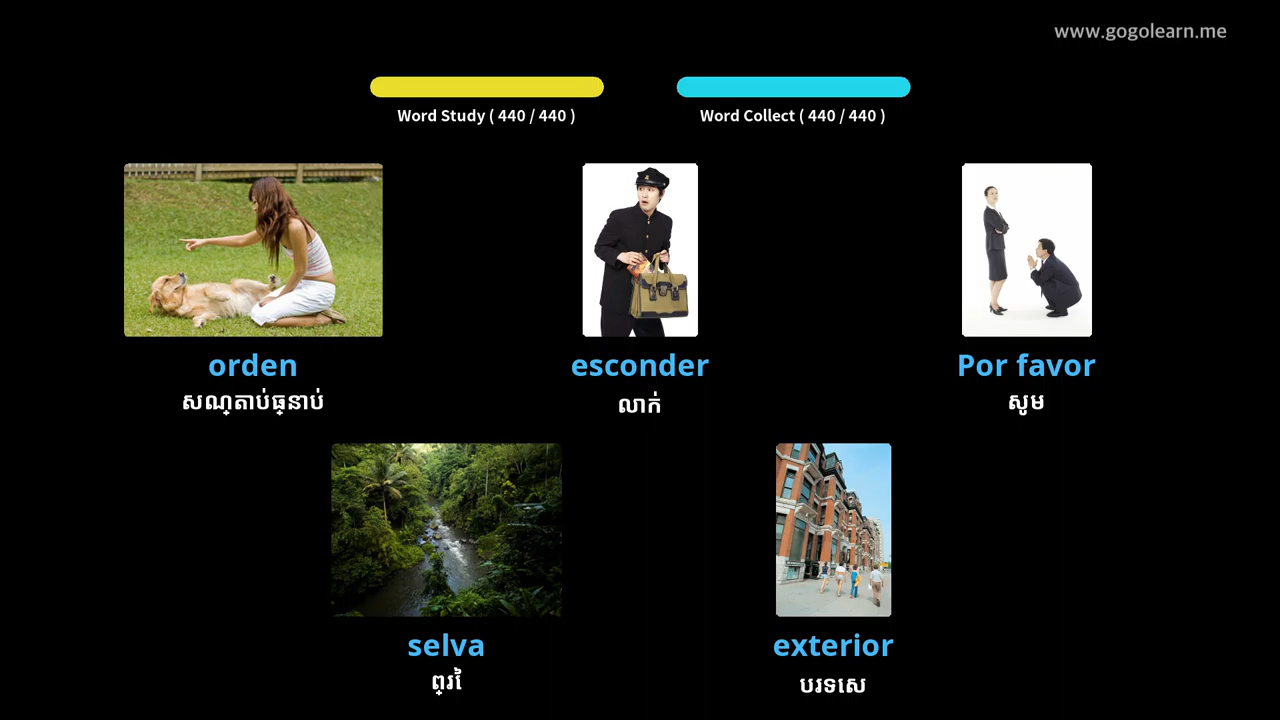 www.gogolearn.me
Word Study ( 440 / 440 )
Word Collect ( 440 / 440 )
orden
សណ្តាប់ធ្នាប់
esconder
លាក់
Por favor
សូម
selva
ព្រៃ
exterior
បរទេស